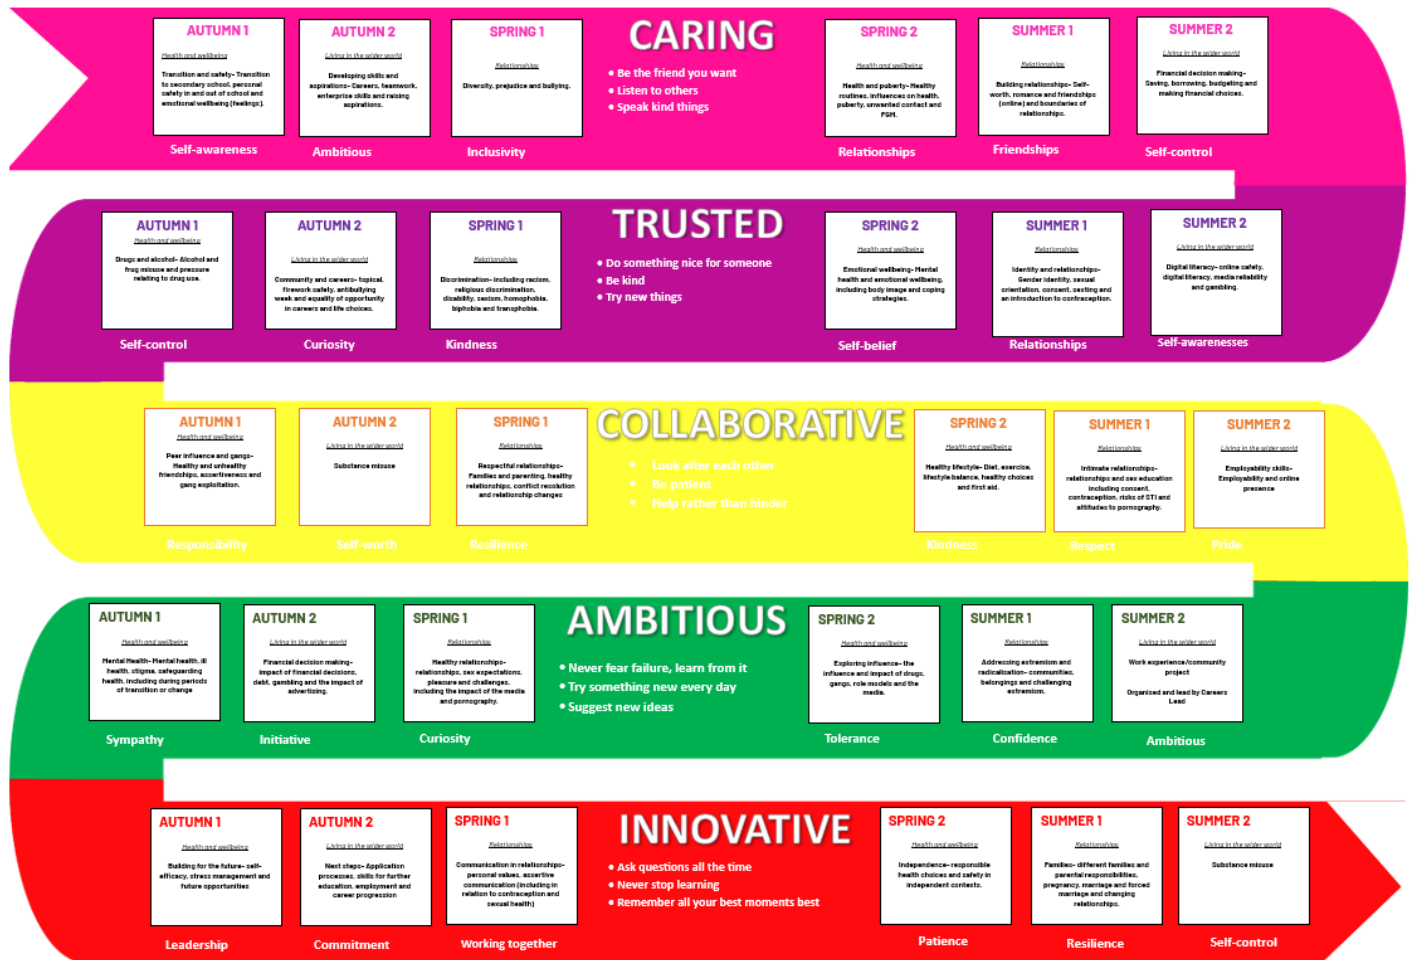 CARING
• Be the friend you want
• Listen to others
• Speak kind things
AUTUMN 1
Health and wellbeing
Transition and safety- Transition
to secondary school, personal
safety in and out of school and
emotional wellbeing (feelings).
Self-awareness
AUTUMN 2
Living in the wider world
Developing skills and
aspirations- Careers, teamwork,
enterprise skills and raising
aspirations.
Ambitious
SPRING 1
Relationships
Diversity, prejudice and bullying.
Inclusivity
SPRING 2
Health and wellbeing
Health and puberty- Healthy
routines, influences on health,
puberty, unwanted contact and
FGM.
Relationships
SUMMER 1
Relationships
Building relationships- Self-
worth, romance and friendships
(online) and boundaries of
relationships.
Friendships
SUMMER 2
Living in the wider world
Financial decision making-
Saving, borrowing, budgeting and
making financial choices.
Self-control
TRUSTED
• Do something nice for someone
• Be kind
• Try new things
AUTUMN 1
Health and wellbeing
Drugs and alcohol- Alcohol and
frug misuse and pressure
relating to drug use.
Self-control
AUTUMN 2
Living in the wider world
Community and careers- topical,
firework safety, antibullying
week and equality of opportunity
in careers and life choices.
Curiosity
SPRING 1
Relationships
Discrimination- including racism,
religious discrimination,
disability, sexism, homophobia,
biphobia and transphobia.
Kindness
SPRING 2
Health and wellbeing
Emotional wellbeing- Mental
health and emotional wellbeing,
including body image and coping
strategies.
Self-belief
SUMMER 1
Relationships
Identity and relationships-
Gender identity, sexual
orientation, consent, sexting and
an introduction to contraception.
Relationships
SUMMER 2
Living in the wider world
Digital literacy- online safety,
digital literacy, media reliability
and gambling.
Self-awarenesses
COLLABORATIVE
• Look after each other
• Be patient
• Help rather than hinder
AUTUMN 1
Health and wellbeing
Peer influence and gangs-
Healthy and unhealthy
friendships, assertiveness and
gang exploitation.
Responsibility
AUTUMN 2
Living in the wider world
Substance misuse
Self-worth
SPRING 1
Relationships
Respectful relationships-
Families and parenting, healthy
relationships, conflict resolution
and relationship changes
Resilience
SPRING 2
Health and wellbeing
Healthy lifestyle- Diet, exercise,
lifestyle balance, healthy choices
and first aid.
Kindness
SUMMER 1
Relationships
Intimate relationships-
relationships and sex education
including consent,
contraception, risks of STI and
attitudes to pornography.
Respect
SUMMER 2
Living in the wider world
Employability skills-
Employability and online
presence
Pride
AMBITIOUS
• Never fear failure, learn from it
• Try something new every day
• Suggest new ideas
AUTUMN 1
Health and wellbeing
Mental Health- Mental health, ill
health, stigma, safeguarding
health, including during periods
of transition or change
Sympathy
AUTUMN 2
Living in the wider world
Financial decision making-
impact of financial decisions,
debt, gambling and the impact of
advertising.
Initiative
SPRING 1
Relationships
Healthy relationships-
relationships, sex expectations,
pleasure and challenges,
including the impact of the media
and pornography.
Curiosity
SPRING 2
Health and wellbeing
Exploring influence- the
influence and impact of drugs,
gangs, role models and the
media.
Tolerance
SUMMER 1
Relationships
Addressing extremism and
radicalisation- communities,
belongings and challenging
extremism.
Confidence
SUMMER 2
Living in the wider world
Work experience/community
project
Organised and lead by Careers
Lead
Ambitious
INNOVATIVE
• Ask questions all the time
• Never stop learning
• Remember all your best moments best
AUTUMN 1
Health and wellbeing
Building for the future- self-
efficacy, stress management and
future opportunities
Leadership
AUTUMN 2
Living in the wider world
Next steps- Application
processes, skills for further
education, employment and
career progression
Commitment
SPRING 1
Relationships
Communication in relationships-
personal values, assertive
communication (including in
relation to contraception and
sexual health)
Working together
SPRING 2
Health and wellbeing
Independence- responsible
health choices and safety in
independent contexts.
Patience
SUMMER 1
Relationships
Families- different families and
parental responsibilities,
pregnancy, marriage and forced
marriage and changing
relationships.
Resilience
SUMMER 2
Living in the wider world
Substance misuse
Self-control